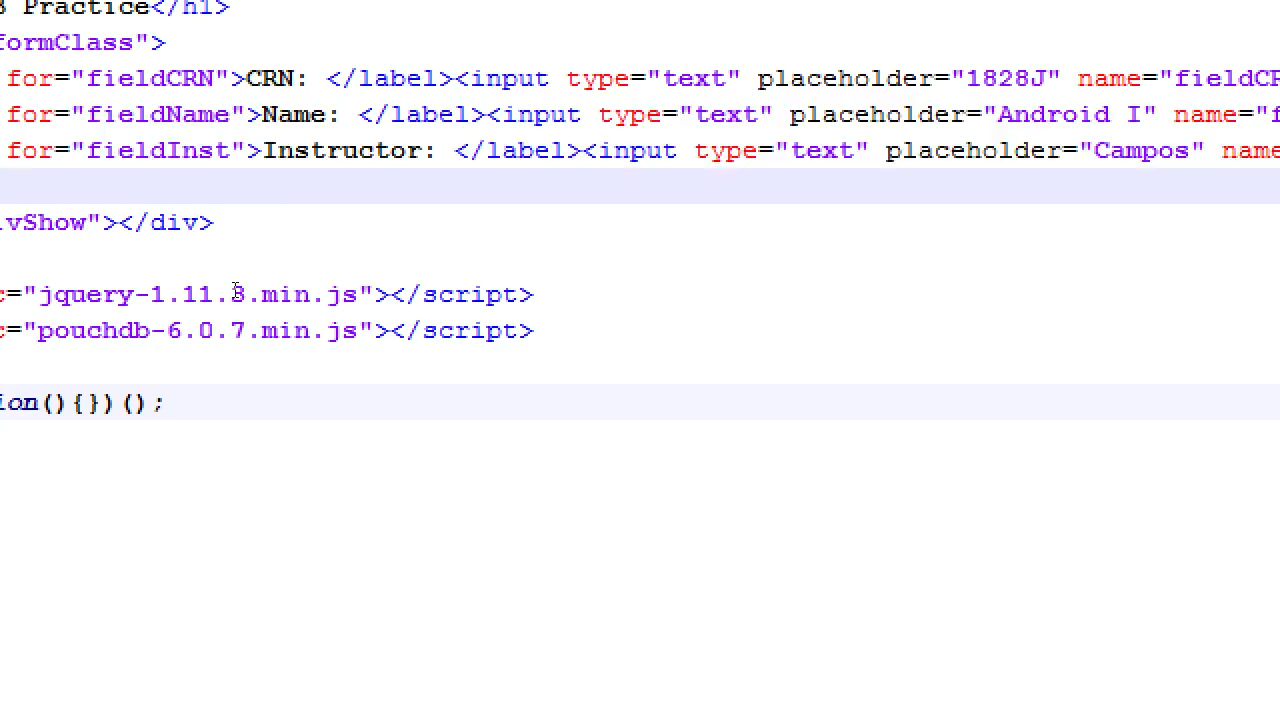 Practice</h1>
formClass">
for="fieldCRN">CRN: </label><input type="text" placeholder="1828J" name="fieldCR
for="fieldName">Name: </label><input type="text" placeholder="Android I" name="f
for="fieldInst">Instructor: </label><input type="text" placeholder="Campos" name
ivShow"></div>
c="jquery-1.11.3.min.js"></script>
c="pouchdb-6.0.7.min.js"></script>
ion(){})();